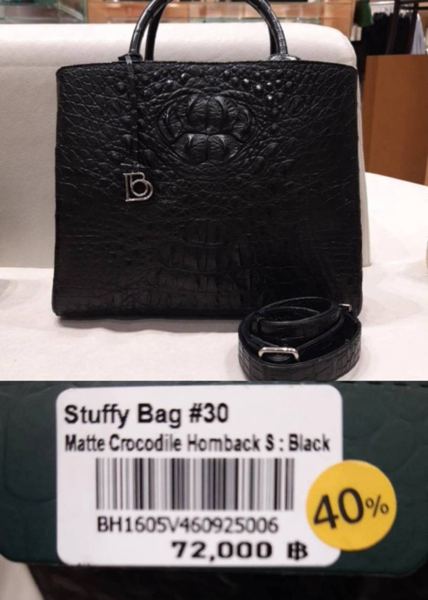 B
Stuffy Bag #30
Matte Crocodile Hornback S : Black
BH1605V460925006
72,000 ฿
40%